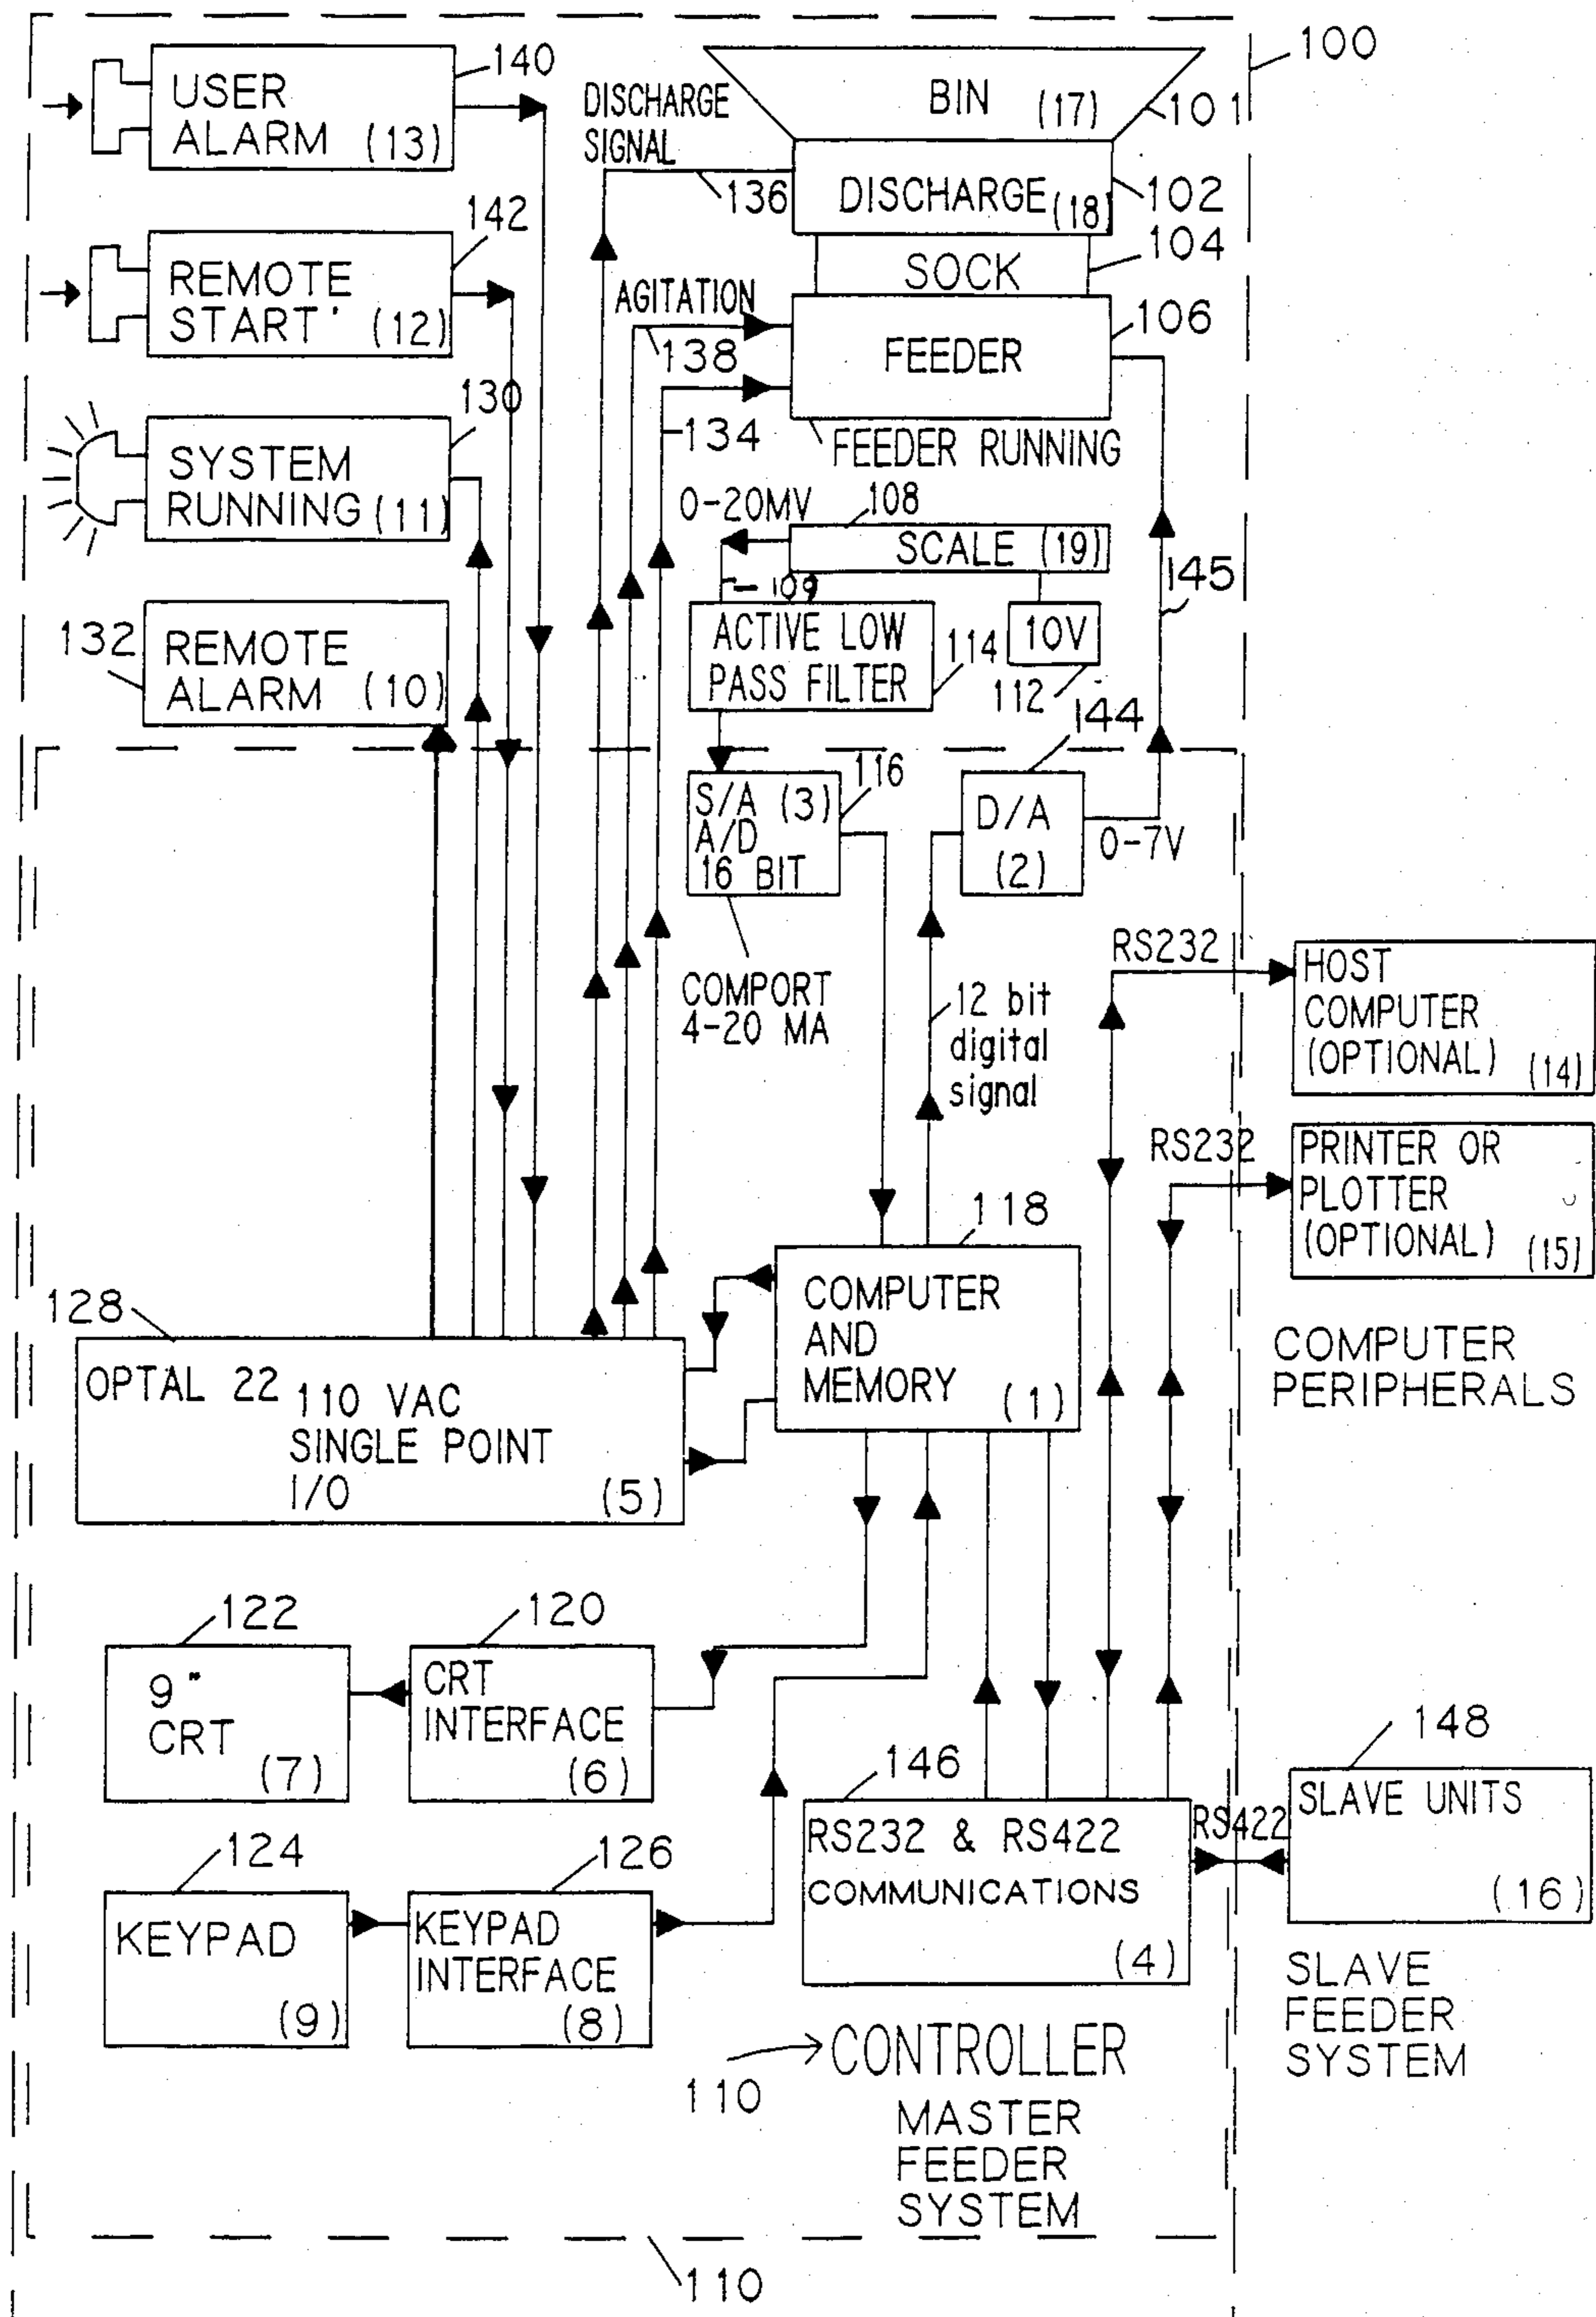 100
USER
ALARM (13)
140
REMOTE
START' (12)
142
SYSTEM
RUNNING (11)
130
132
REMOTE
ALARM (10)
DISCHARGE
SIGNAL
136
BIN (17)
101
DISCHARGE (18)
102
SOCK
104
AGITATION
138
134
FEEDER
106
FEEDER RUNNING
0-20MV
108
SCALE (19)
109
ACTIVE LOW
PASS FILTER
114
10V
112
144
145
S/A (3)
A/D
16 BIT
116
COMPORT
4-20 MA
D/A
(2)
0-7V
12 bit
digital
signal
RS232
HOST
COMPUTER
(OPTIONAL) (14)
RS232
PRINTER OR
PLOTTER
(OPTIONAL) (15)
COMPUTER
PERIPHERALS
118
COMPUTER
AND
MEMORY (1)
128
OPTAL 22 110 VAC
SINGLE POINT
I/O (5)
122
9"
CRT (7)
120
CRT
INTERFACE
(6)
124
KEYPAD
(9)
126
KEYPAD
INTERFACE
(8)
146
RS232 & RS422
COMMUNICATIONS
(4)
RS422
148
SLAVE UNITS
(16)
SLAVE
FEEDER
SYSTEM
110
CONTROLLER
MASTER
FEEDER
SYSTEM
110